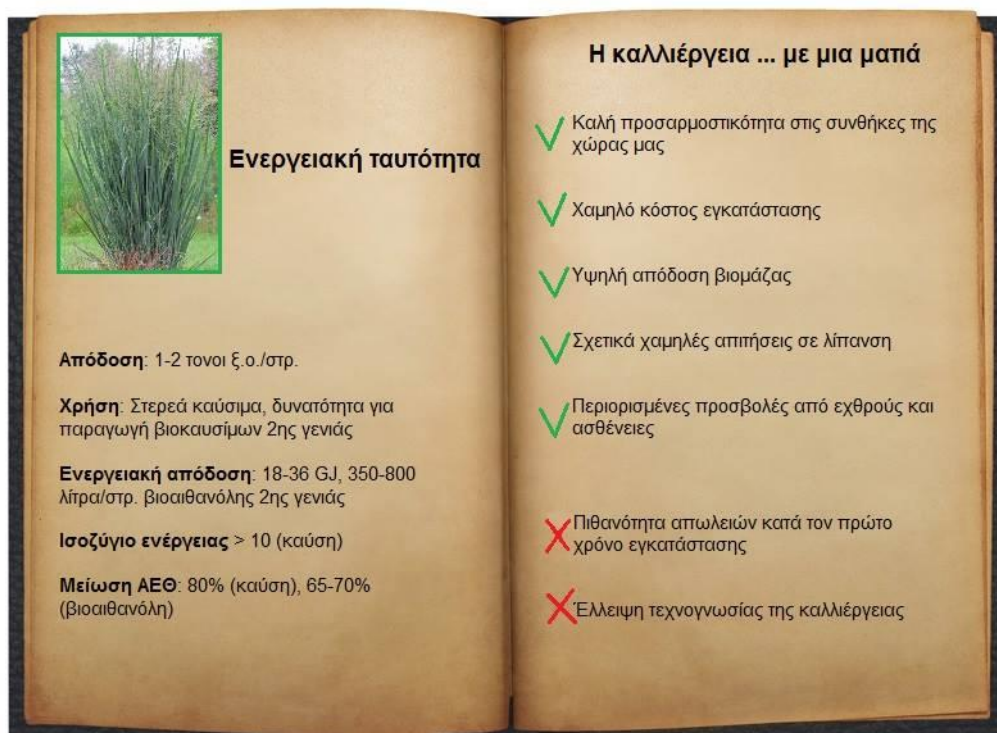 Ενεργειακή ταυτότητα
Απόδοση: 1-2 τονοι ξ.ο./στρ.
Χρήση: Στερεά καύσιμα, δυνατότητα για
παραγωγή βιοκαυσίμων 2ης γενιάς
Ενεργειακή απόδοση: 18-36 GJ, 350-800
λίτρα/στρ. βιοαιθανόλης 2ης γενιάς
Ισοζύγιο ενέργειας > 10 (καύση)
Μείωση ΑΕΘ: 80% (καύση), 65-70%
(βιοαιθανόλη)
Η καλλιέργεια ... με μια ματιά
Καλή προσαρμοστικότητα στις συνθήκες της
χώρας μας
Χαμηλό κόστος εγκατάστασης
Υψηλή απόδοση βιομάζας
Σχετικά χαμηλές απιτήσεις σε λίπανση
Περιορισμένες προσβολές από εχθρούς και
ασθένειες
Πιθανότητα απωλειών κατά τον πρώτο
χρόνο εγκατάστασης
Έλλειψη τεχνογνωσίας της καλλιέργειας